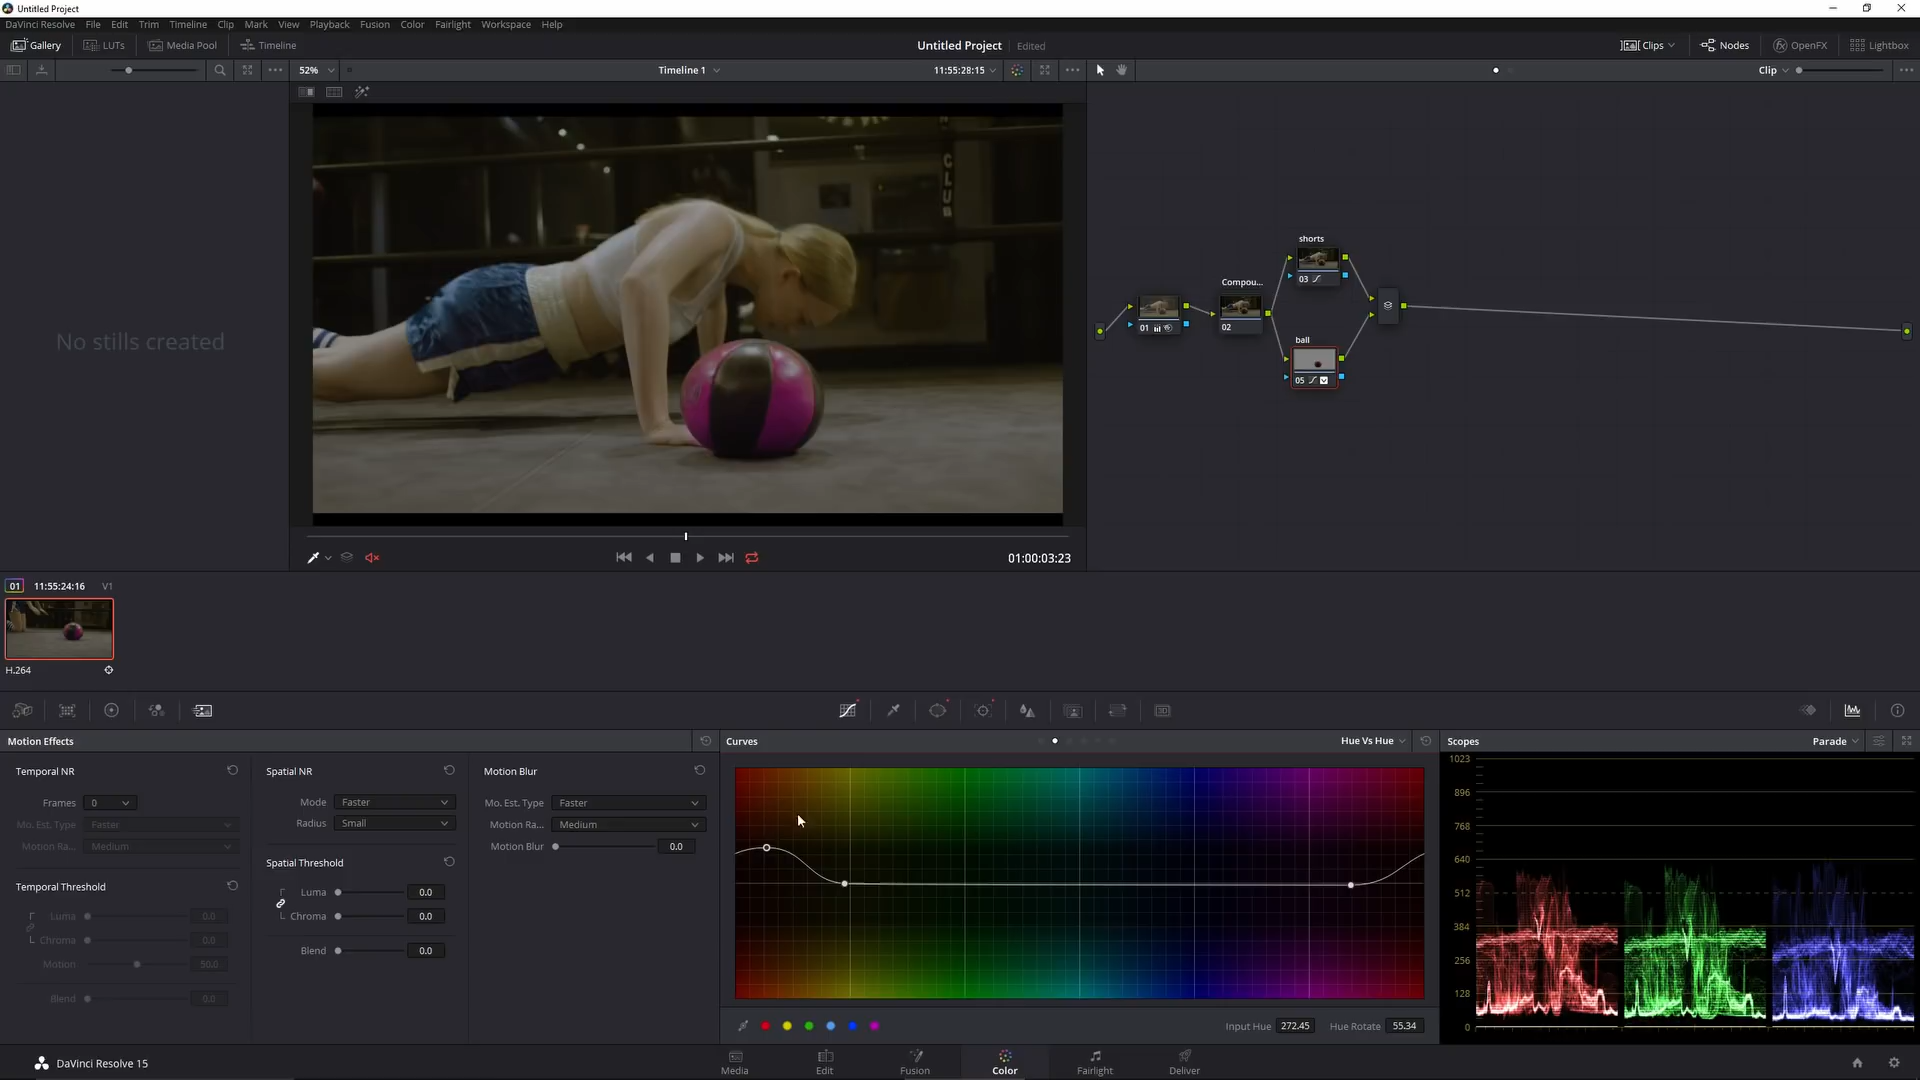 Untitled Project
DaVinci Resolve File Edit Trim Timeline Clip Mark View Playback Fusion Color Fairlight Workspace Help
Gallery LUTs Media Pool Timeline Untitled Project Edited Clips Nodes OpenFX Lightbox
52% Timeline 1 11:55:28:15 Clip
CLUB
No stills created
shorts
03
Compou...
01
02
ball
05
01:00:03:23
01 11:55:24:16 V1
H.264
Motion Effects
Temporal NR
Frames 0
Mo. Est. Type Faster
Motion Ra... Medium
Temporal Threshold
Luma 0.0
Chroma 0.0
Motion 50.0
Blend 0.0
Spatial NR
Mode Faster
Radius Small
Spatial Threshold
Luma 0.0
Chroma 0.0
Blend 0.0
Motion Blur
Mo. Est. Type Faster
Motion Ra... Medium
Motion Blur 0.0
Curves Hue Vs Hue
Input Hue 272.45 Hue Rotate 55.34
Scopes Parade
1023
896
768
640
512
384
256
128
0
DaVinci Resolve 15
Media Edit Fusion Color Fairlight Deliver